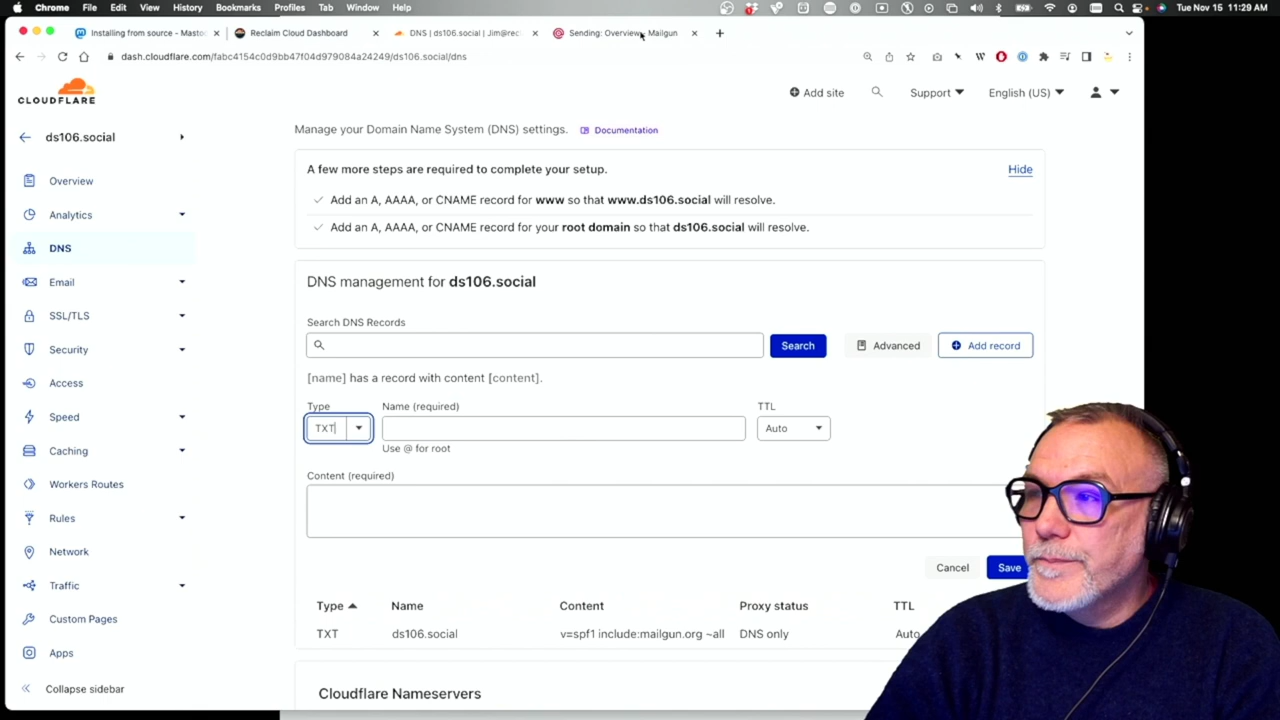 Chrome File Edit View History Bookmarks Profiles Tab Window Help Tue Nov 15 11:29 AM
Installing from source - Masto Reclaim Cloud Dashboard DNS | ds106.social | Jim@recl Sending: Overview - Mailgun
dash.cloudflare.com/fabc4154c0d9bb47f04d979084a24249/ds106.social/dns
CLOUDFLARE
Add site Support English (US)
ds106.social
Overview
Analytics
DNS
Email
SSL/TLS
Security
Access
Speed
Caching
Workers Routes
Rules
Network
Traffic
Custom Pages
Apps
Collapse sidebar
Manage your Domain Name System (DNS) settings. Documentation
A few more steps are required to complete your setup. Hide
Add an A, AAAA, or CNAME record for www so that www.ds106.social will resolve.
Add an A, AAAA, or CNAME record for your root domain so that ds106.social will resolve.
DNS management for ds106.social
Search DNS Records
Search Advanced Add record
[name] has a record with content [content].
Type Name (required) TTL
TXT Auto
Use @ for root
Content (required)
Cancel Save
Type Name Content Proxy status TTL
TXT ds106.social v=spf1 include:mailgun.org ~all DNS only Auto
Cloudflare Nameservers